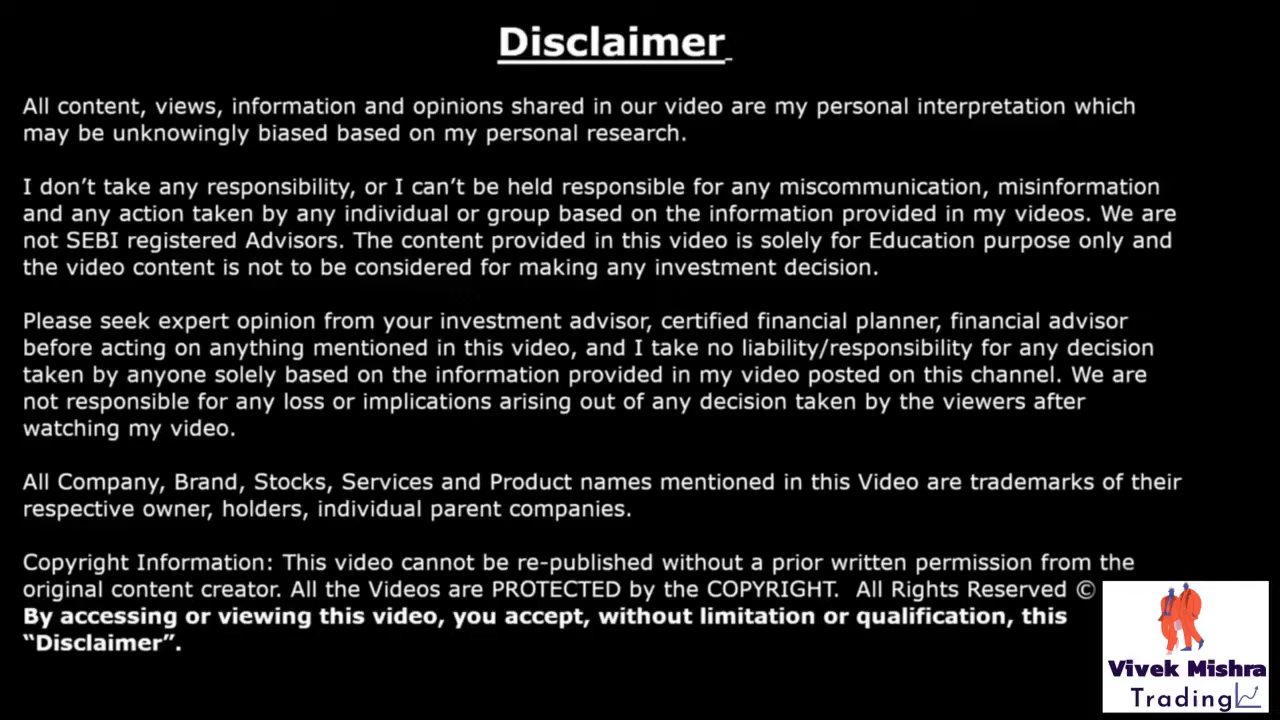 Disclaimer
All content, views, information and opinions shared in our video are my personal interpretation which
may be unknowingly biased based on my personal research.
I don’t take any responsibility, or I can’t be held responsible for any miscommunication, misinformation
and any action taken by any individual or group based on the information provided in my videos. We are
not SEBI registered Advisors. The content provided in this video is solely for Education purpose only and
the video content is not to be considered for making any investment decision.
Please seek expert opinion from your investment advisor, certified financial planner, financial advisor
before acting on anything mentioned in this video, and I take no liability/responsibility for any decision
taken by anyone solely based on the information provided in my video posted on this channel. We are
not responsible for any loss or implications arising out of any decision taken by the viewers after
watching my video.
All Company, Brand, Stocks, Services and Product names mentioned in this Video are trademarks of their
respective owner, holders, individual parent companies.
Copyright Information: This video cannot be re-published without a prior written permission from the
original content creator. All the Videos are PROTECTED by the COPYRIGHT.  All Rights Reserved ©
By accessing or viewing this video, you accept, without limitation or qualification, this
“Disclaimer”.
Vivek Mishra
Trading